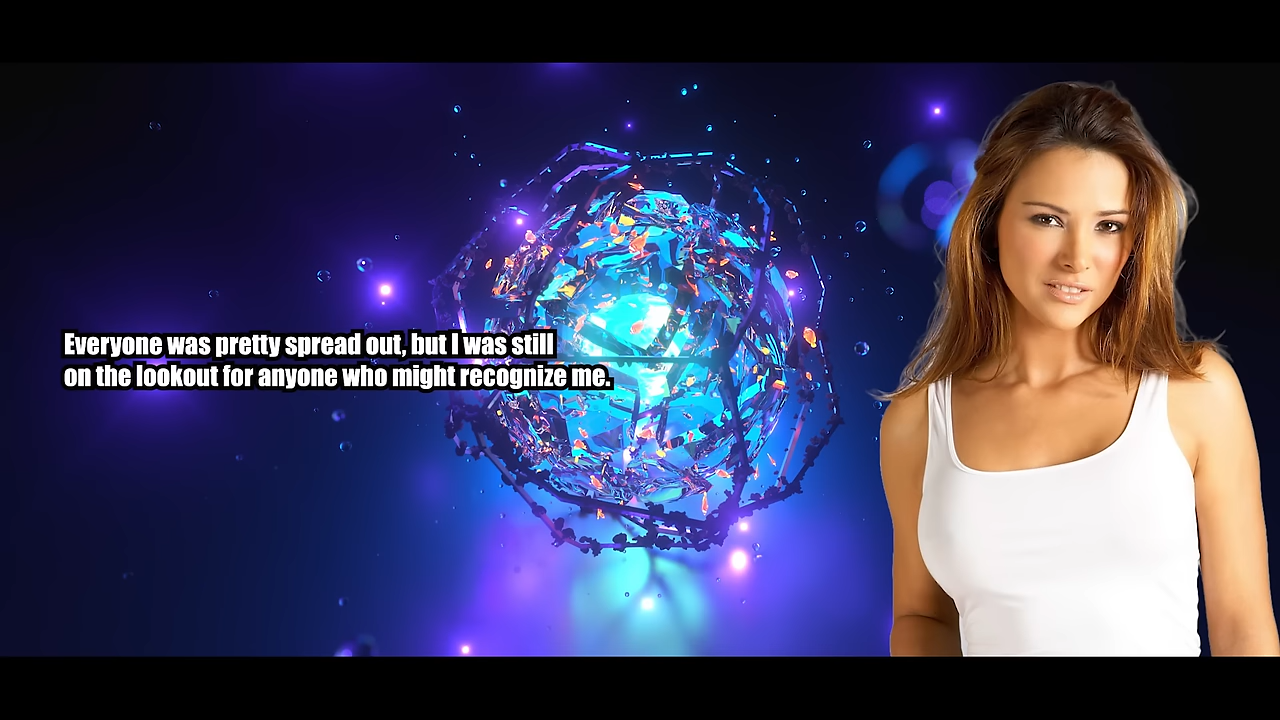 Everyone was pretty spread out, but I was still
on the lookout for anyone who might recognize me.